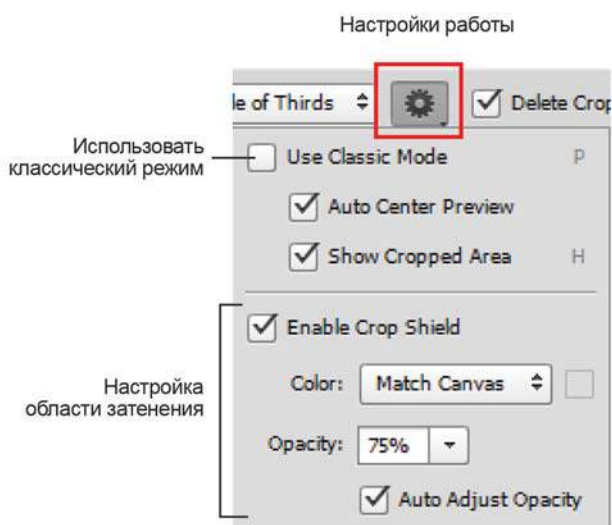 Настройки работы
le of Thirds Delete Crop
Использовать
классический режим
Use Classic Mode P
Auto Center Preview
Show Cropped Area H
Enable Crop Shield
Настройка
области затенения
Color: Match Canvas
Opacity: 75%
Auto Adjust Opacity